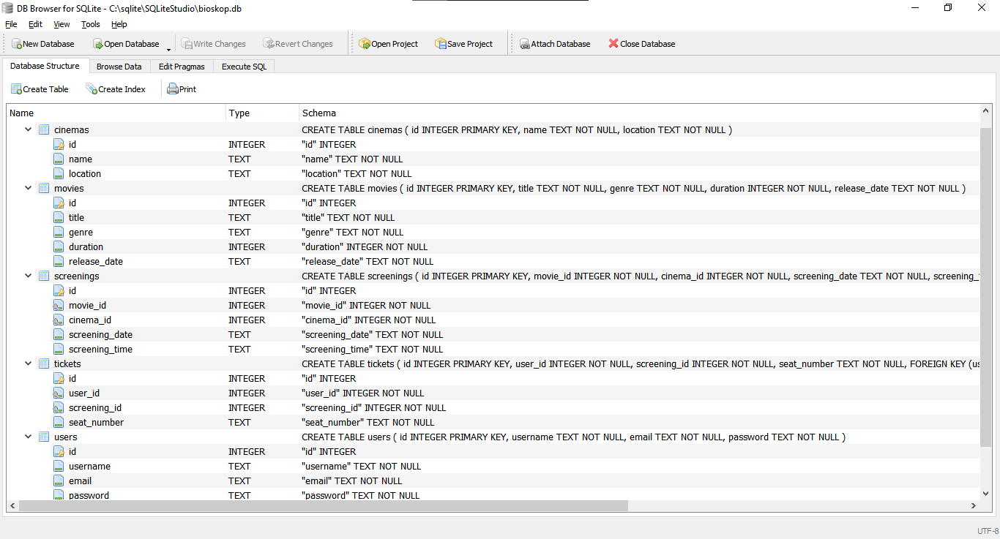 DB Browser for SQLite - C:\sqlite\SQLiteStudio\bioskop.db
File Edit View Tools Help
New Database Open Database Write Changes Revert Changes Open Project Save Project Attach Database Close Database
Database Structure Browse Data Edit Pragmas Execute SQL
Create Table Create Index Print
Name Type Schema
cinemas CREATE TABLE cinemas ( id INTEGER PRIMARY KEY, name TEXT NOT NULL, location TEXT NOT NULL )
id INTEGER "id" INTEGER
name TEXT "name" TEXT NOT NULL
location TEXT "location" TEXT NOT NULL
movies CREATE TABLE movies ( id INTEGER PRIMARY KEY, title TEXT NOT NULL, genre TEXT NOT NULL, duration INTEGER NOT NULL, release_date TEXT NOT NULL )
id INTEGER "id" INTEGER
title TEXT "title" TEXT NOT NULL
genre TEXT "genre" TEXT NOT NULL
duration INTEGER "duration" INTEGER NOT NULL
release_date TEXT "release_date" TEXT NOT NULL
screenings CREATE TABLE screenings ( id INTEGER PRIMARY KEY, movie_id INTEGER NOT NULL, cinema_id INTEGER NOT NULL, screening_date TEXT NOT NULL, screening_
id INTEGER "id" INTEGER
movie_id INTEGER "movie_id" INTEGER NOT NULL
cinema_id INTEGER "cinema_id" INTEGER NOT NULL
screening_date TEXT "screening_date" TEXT NOT NULL
screening_time TEXT "screening_time" TEXT NOT NULL
tickets CREATE TABLE tickets ( id INTEGER PRIMARY KEY, user_id INTEGER NOT NULL, screening_id INTEGER NOT NULL, seat_number TEXT NOT NULL, FOREIGN KEY (us
id INTEGER "id" INTEGER
user_id INTEGER "user_id" INTEGER NOT NULL
screening_id INTEGER "screening_id" INTEGER NOT NULL
seat_number TEXT "seat_number" TEXT NOT NULL
users CREATE TABLE users ( id INTEGER PRIMARY KEY, username TEXT NOT NULL, email TEXT NOT NULL, password TEXT NOT NULL )
id INTEGER "id" INTEGER
username TEXT "username" TEXT NOT NULL
email TEXT "email" TEXT NOT NULL
password TEXT "password" TEXT NOT NULL
UTF-8